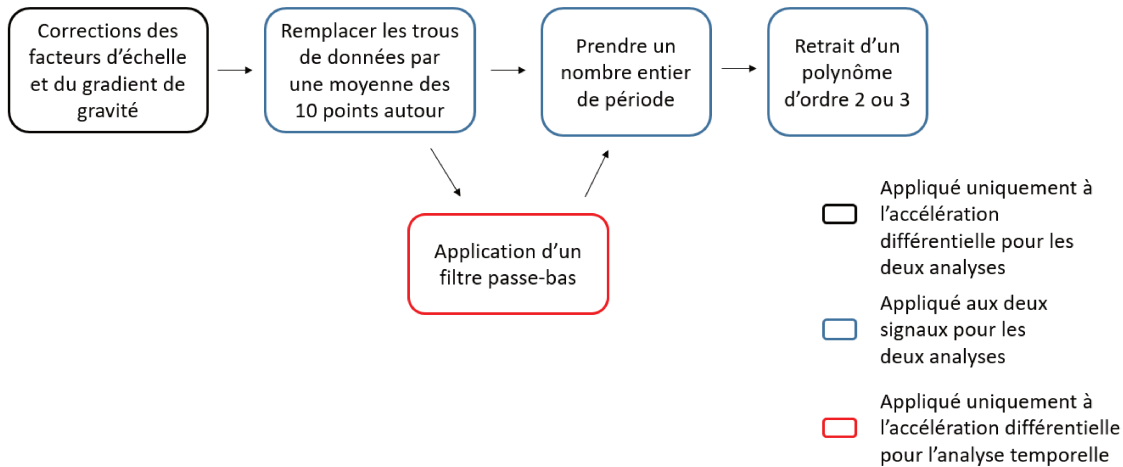 Corrections des
facteurs d'échelle
et du gradient de
gravité
Remplacer les trous
de données par
une moyenne des
10 points autour
Prendre un
nombre entier
de période
Retrait d'un
polynôme
d'ordre 2 ou 3
Application d'un
filtre passe-bas
Appliqué uniquement à
l'accélération
différentielle pour les
deux analyses
Appliqué aux deux
signaux pour les
deux analyses
Appliqué uniquement à
l'accélération différentielle
pour l'analyse temporelle